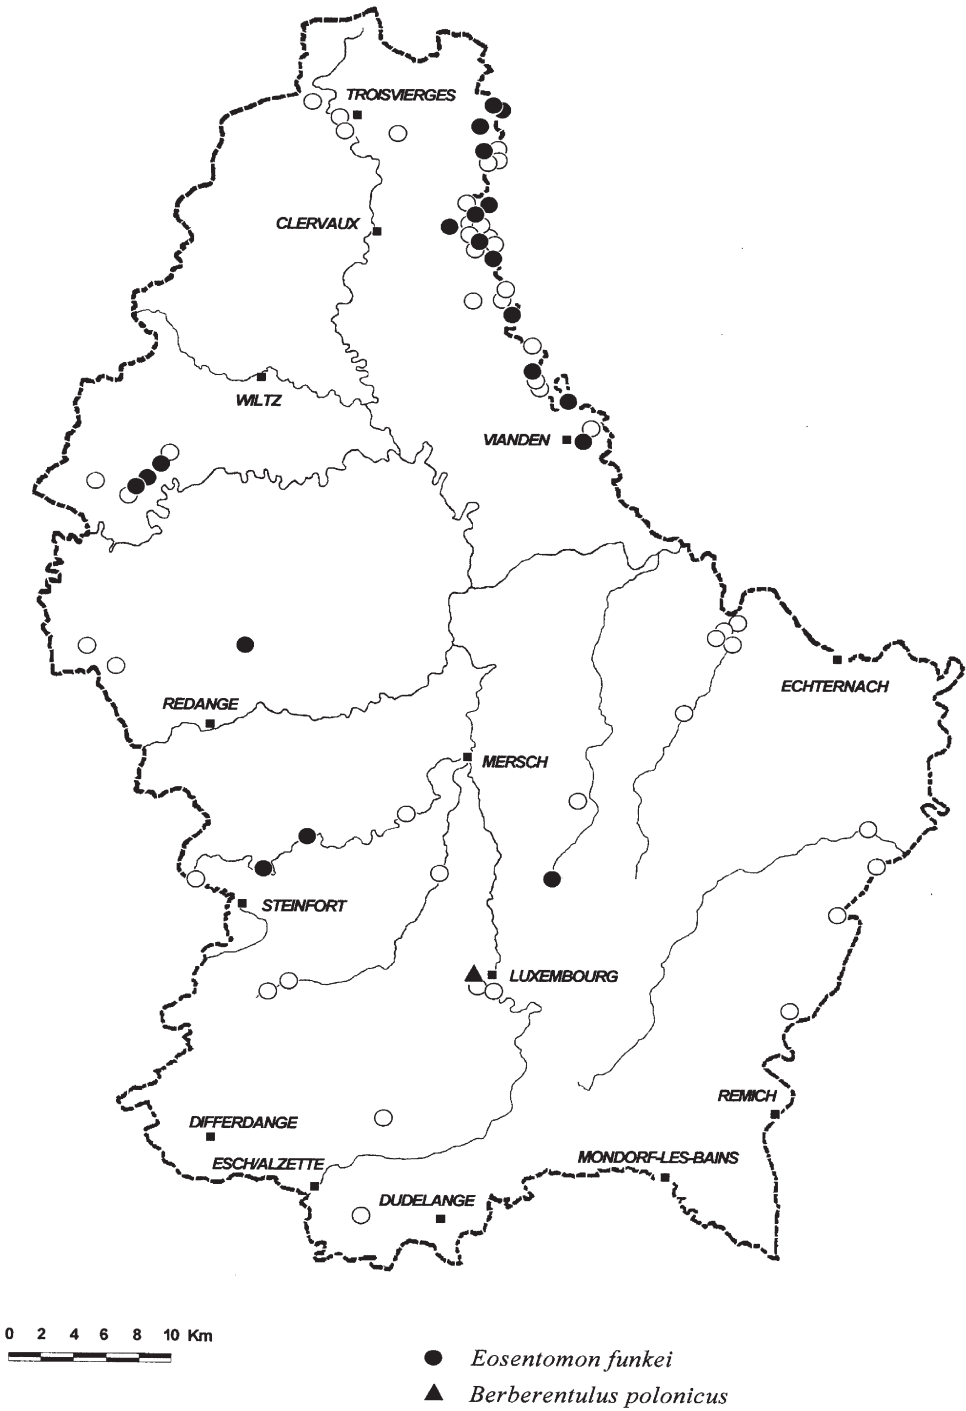 TROISVIERGES
CLERVAUX
WILTZ
VIANDEN
ECHTERNACH
REDANGE
MERSCH
STEINFORT
LUXEMBOURG
REMICH
DIFFERDANGE
MONDORF-LES-BAINS
ESCH/ALZETTE
DUDELANGE
0 2 4 6 8 10 Km
Eosentomon funkei
Berberentulus polonicus